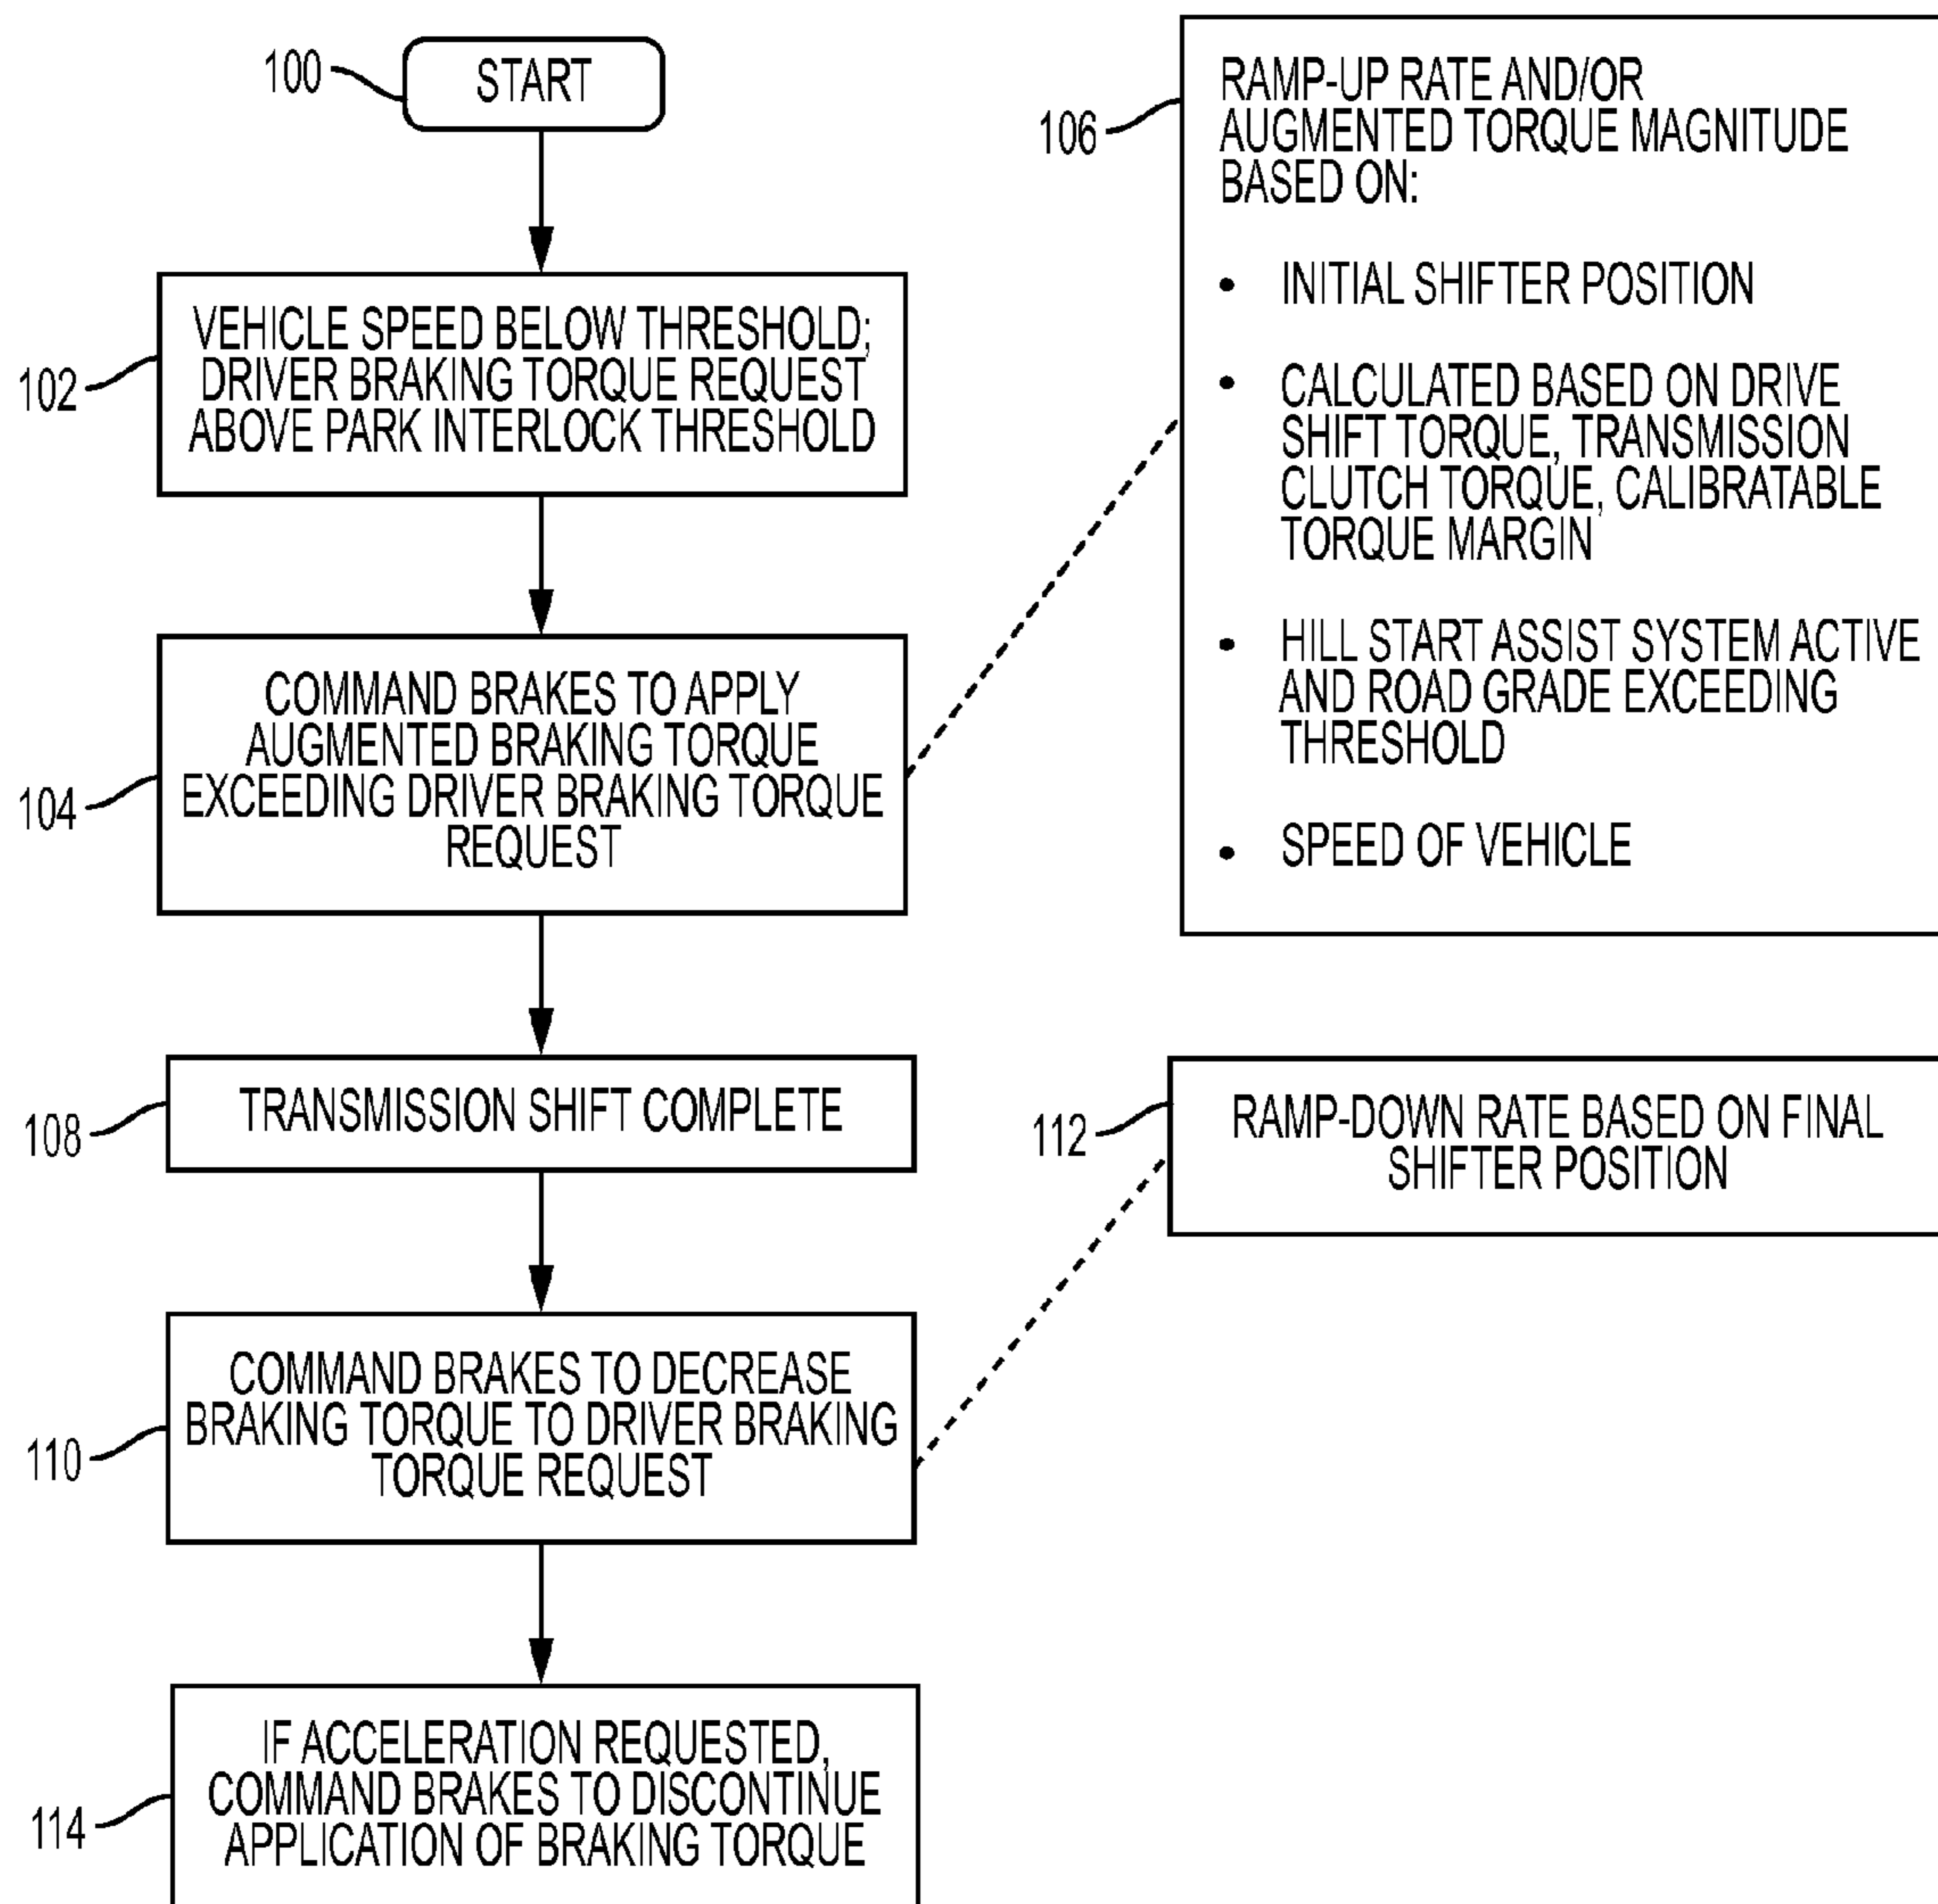 100
START
102
VEHICLE SPEED BELOW THRESHOLD;
DRIVER BRAKING TORQUE REQUEST
ABOVE PARK INTERLOCK THRESHOLD
104
COMMAND BRAKES TO APPLY
AUGMENTED BRAKING TORQUE
EXCEEDING DRIVER BRAKING TORQUE
REQUEST
106
RAMP-UP RATE AND/OR
AUGMENTED TORQUE MAGNITUDE
BASED ON:
• INITIAL SHIFTER POSITION
• CALCULATED BASED ON DRIVE
SHIFT TORQUE, TRANSMISSION
CLUTCH TORQUE, CALIBRATABLE
TORQUE MARGIN
• HILL START ASSIST SYSTEM ACTIVE
AND ROAD GRADE EXCEEDING
THRESHOLD
• SPEED OF VEHICLE
108
TRANSMISSION SHIFT COMPLETE
110
COMMAND BRAKES TO DECREASE
BRAKING TORQUE TO DRIVER BRAKING
TORQUE REQUEST
112
RAMP-DOWN RATE BASED ON FINAL
SHIFTER POSITION
114
IF ACCELERATION REQUESTED,
COMMAND BRAKES TO DISCONTINUE
APPLICATION OF BRAKING TORQUE